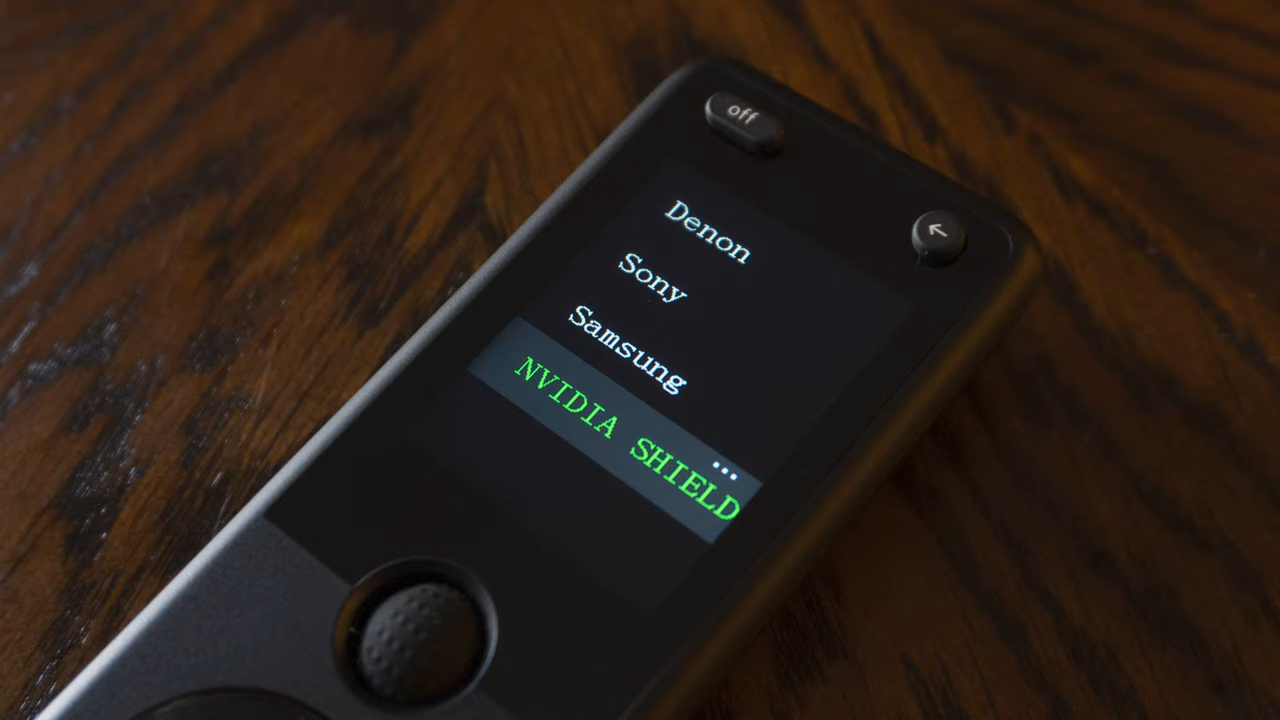 off
←
Denon
Sony
Samsung
...
NVIDIA SHIELD